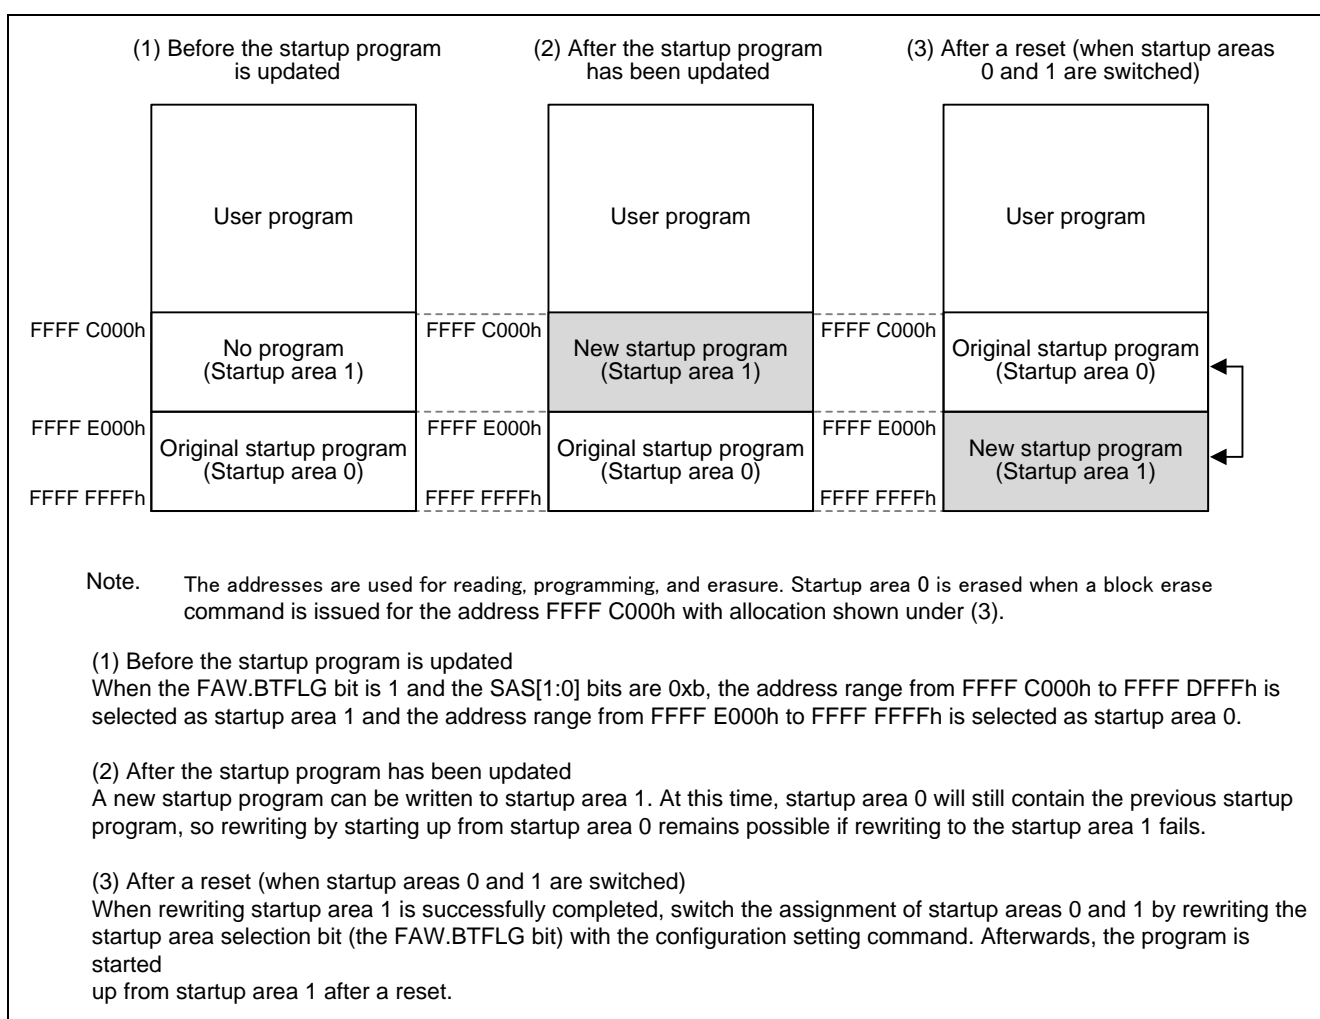 (1) Before the startup program
is updated
(2) After the startup program
has been updated
(3) After a reset (when startup areas
0 and 1 are switched)
User program
User program
User program
FFFF C000h
No program
(Startup area 1)
FFFF C000h
New startup program
(Startup area 1)
FFFF C000h
Original startup program
(Startup area 0)
FFFF E000h
Original startup program
(Startup area 0)
FFFF FFFFh
FFFF E000h
Original startup program
(Startup area 0)
FFFF FFFFh
FFFF E000h
New startup program
(Startup area 1)
FFFF FFFFh
Note. The addresses are used for reading, programming, and erasure. Startup area 0 is erased when a block erase
command is issued for the address FFFF C000h with allocation shown under (3).
(1) Before the startup program is updated
When the FAW.BTFLG bit is 1 and the SAS[1:0] bits are 0xb, the address range from FFFF C000h to FFFF DFFFh is
selected as startup area 1 and the address range from FFFF E000h to FFFF FFFFh is selected as startup area 0.
(2) After the startup program has been updated
A new startup program can be written to startup area 1. At this time, startup area 0 will still contain the previous startup
program, so rewriting by starting up from startup area 0 remains possible if rewriting to the startup area 1 fails.
(3) After a reset (when startup areas 0 and 1 are switched)
When rewriting startup area 1 is successfully completed, switch the assignment of startup areas 0 and 1 by rewriting the
startup area selection bit (the FAW.BTFLG bit) with the configuration setting command. Afterwards, the program is
started
up from startup area 1 after a reset.